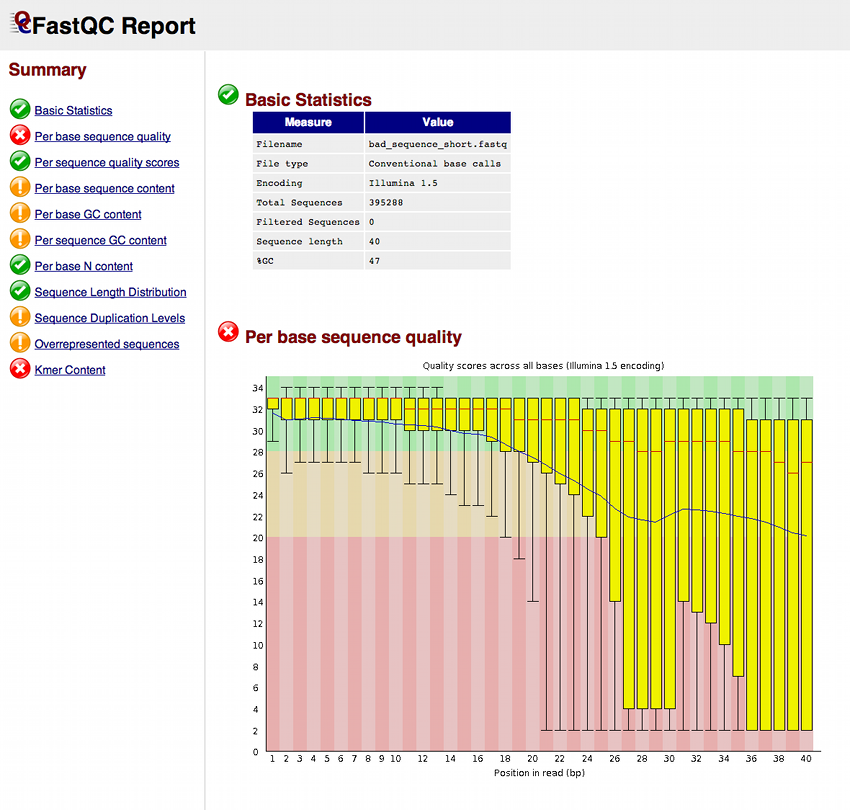 FastQC Report
Summary
Basic Statistics
Per base sequence quality
Per sequence quality scores
Per base sequence content
Per base GC content
Per sequence GC content
Per base N content
Sequence Length Distribution
Sequence Duplication Levels
Overrepresented sequences
Kmer Content
Basic Statistics
Measure Value
Filename bad_sequence_short.fastq
File type Conventional base calls
Encoding Illumina 1.5
Total Sequences 395288
Filtered Sequences 0
Sequence length 40
%GC 47
Per base sequence quality
Quality scores across all bases (Illumina 1.5 encoding)
34
32
30
28
26
24
22
20
18
16
14
12
10
8
6
4
2
0
1 2 3 4 5 6 7 8 9 10 12 14 16 18 20 22 24 26 28 30 32 34 36 38 40
Position in read (bp)